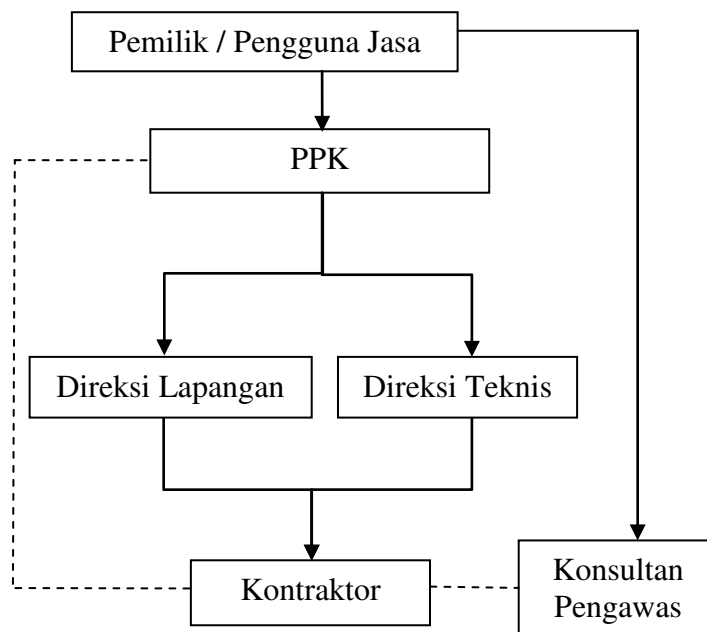 Pemilik / Pengguna Jasa
PPK
Direksi Lapangan
Direksi Teknis
Kontraktor
Konsultan
Pengawas